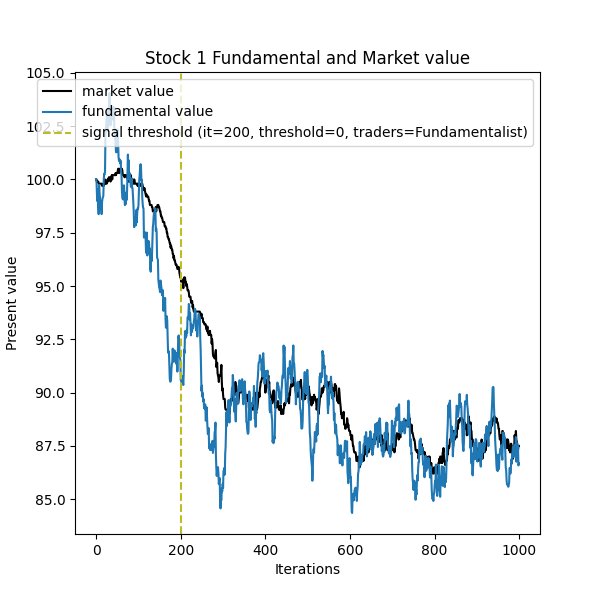 Stock 1 Fundamental and Market value
market value
fundamental value
signal threshold (it=200, threshold=0, traders=Fundamentalist)
105.0
102.5
100.0
97.5
95.0
92.5
90.0
87.5
85.0
Present value
0 200 400 600 800 1000
Iterations